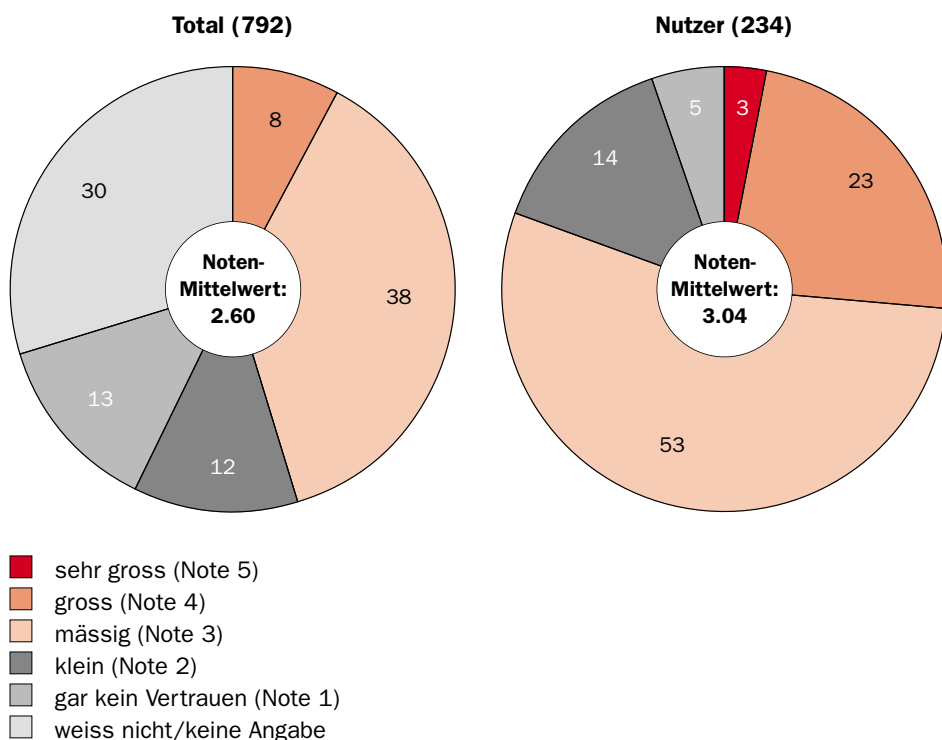 Total (792)
8
38
12
13
30
Noten-
Mittelwert:
2.60
Nutzer (234)
3
23
53
14
5
Noten-
Mittelwert:
3.04
sehr gross (Note 5)
gross (Note 4)
mässig (Note 3)
klein (Note 2)
gar kein Vertrauen (Note 1)
weiss nicht/keine Angabe